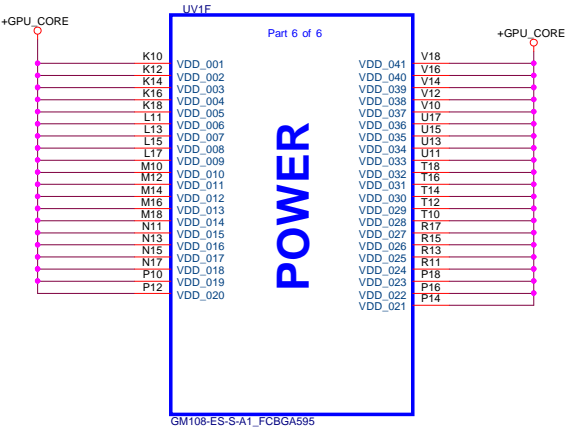 UV1F
+GPU_CORE
+GPU_CORE
Part 6 of 6
K10 VDD_001
K12 VDD_002
K14 VDD_003
K16 VDD_004
K18 VDD_005
L11 VDD_006
L13 VDD_007
L15 VDD_008
L17 VDD_009
M10 VDD_010
M12 VDD_011
M14 VDD_012
M16 VDD_013
M18 VDD_014
N11 VDD_015
N13 VDD_016
N15 VDD_017
N17 VDD_018
P10 VDD_019
P12 VDD_020
POWER
VDD_041 V18
VDD_040 V16
VDD_039 V14
VDD_038 V12
VDD_037 V10
VDD_036 U17
VDD_035 U15
VDD_034 U13
VDD_033 U11
VDD_032 T18
VDD_031 T16
VDD_030 T14
VDD_029 T12
VDD_028 T10
VDD_027 R17
VDD_026 R15
VDD_025 R13
VDD_024 R11
VDD_023 P18
VDD_022 P16
VDD_021 P14
GM108-ES-S-A1_FCBGA595